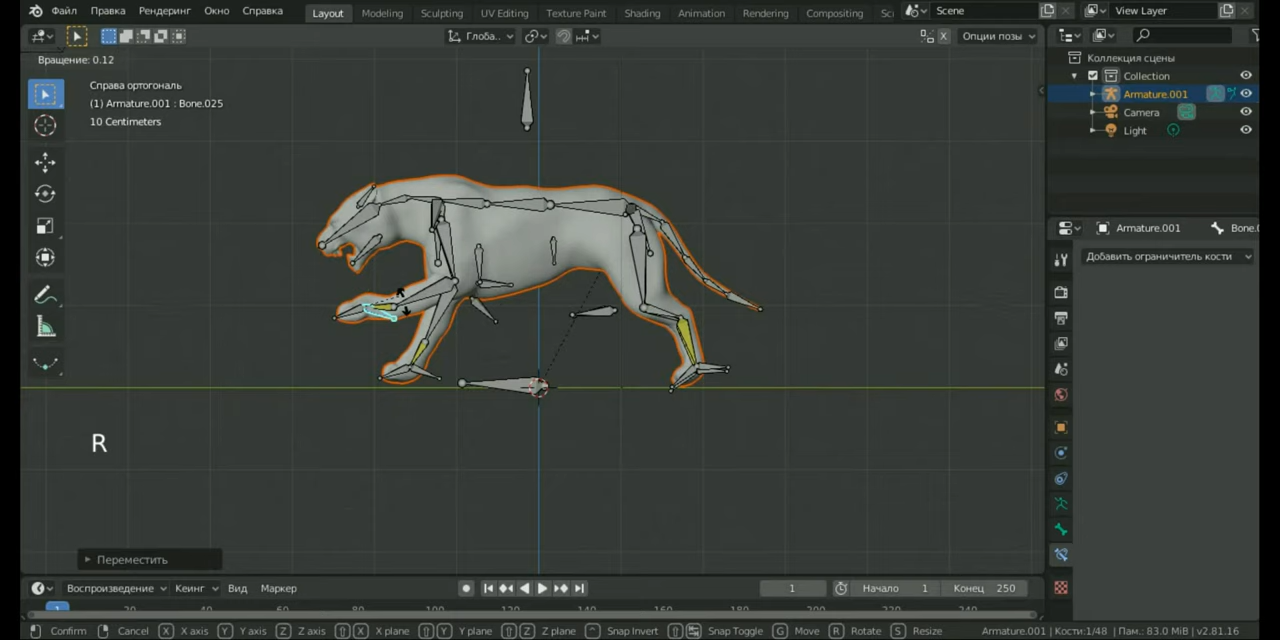 Файл Правка Рендеринг Окно Справка Layout Modeling Sculpting UV Editing Texture Paint Shading Animation Rendering Compositing Sc Scene View Layer
Глоба.. Опции позы
Вращение: 0.12
Справа ортогональ
(1) Armature.001 : Bone.025
10 Centimeters
Коллекция сцены
Collection
Armature.001
Camera
Light
Armature.001 Bone.0
Добавить ограничитель кости
R
Переместить
Воспроизведение Кеинг Вид Маркер 1 Начало 1 Конец 250
1 20 40 60 80 100 120 140 160 180 200 220 240
Confirm Cancel X X axis Y Y axis Z Z axis X X plane Y Y plane Z Z plane Snap Invert Snap Toggle G Move R Rotate S Resize Armature.001 | Кости:1/48 | Пам.: 83.0 MiB | v2.81.16